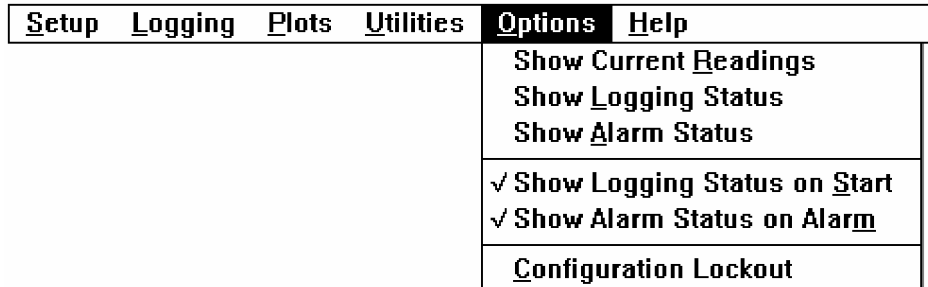 Setup Logging Plots Utilities Options Help
Show Current Readings
Show Logging Status
Show Alarm Status
√ Show Logging Status on Start
√ Show Alarm Status on Alarm
Configuration Lockout